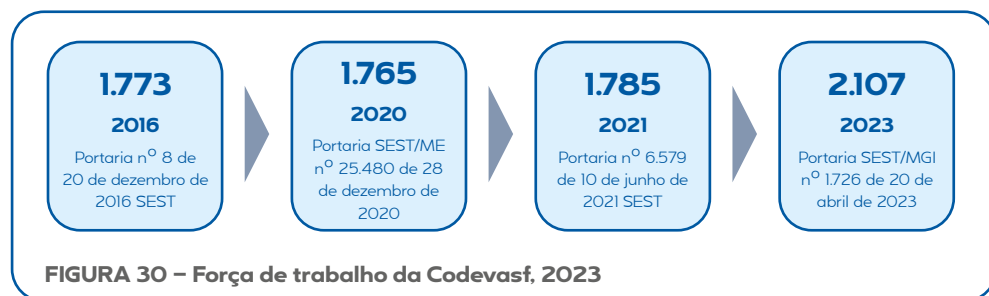 1.773
2016
Portaria nº 8 de
20 de dezembro de
2016 SEST
1.765
2020
Portaria SEST/ME
nº 25.480 de 28
de dezembro de
2020
1.785
2021
Portaria nº 6.579
de 10 de junho de
2021 SEST
2.107
2023
Portaria SEST/MGI
nº 1.726 de 20 de
abril de 2023
FIGURA 30 – Força de trabalho da Codevasf, 2023